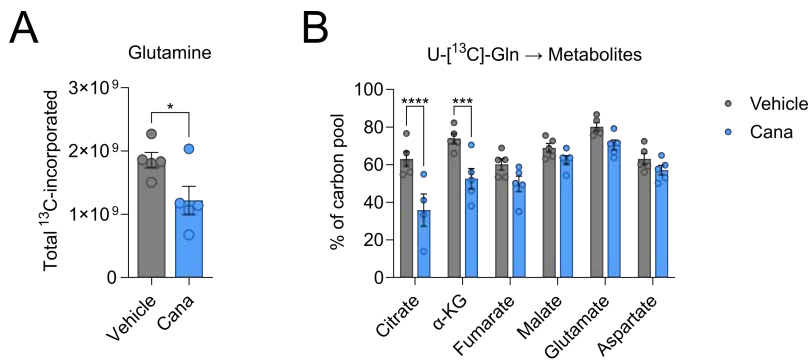 A
Glutamine
Total ¹³C-incorporated
3×10⁹
2×10⁹
1×10⁹
0
*
Vehicle
Cana
B
U-[¹³C]-Gln → Metabolites
% of carbon pool
100
80
60
40
20
0
****
***
Citrate
α-KG
Fumarate
Malate
Glutamate
Aspartate
Vehicle
Cana